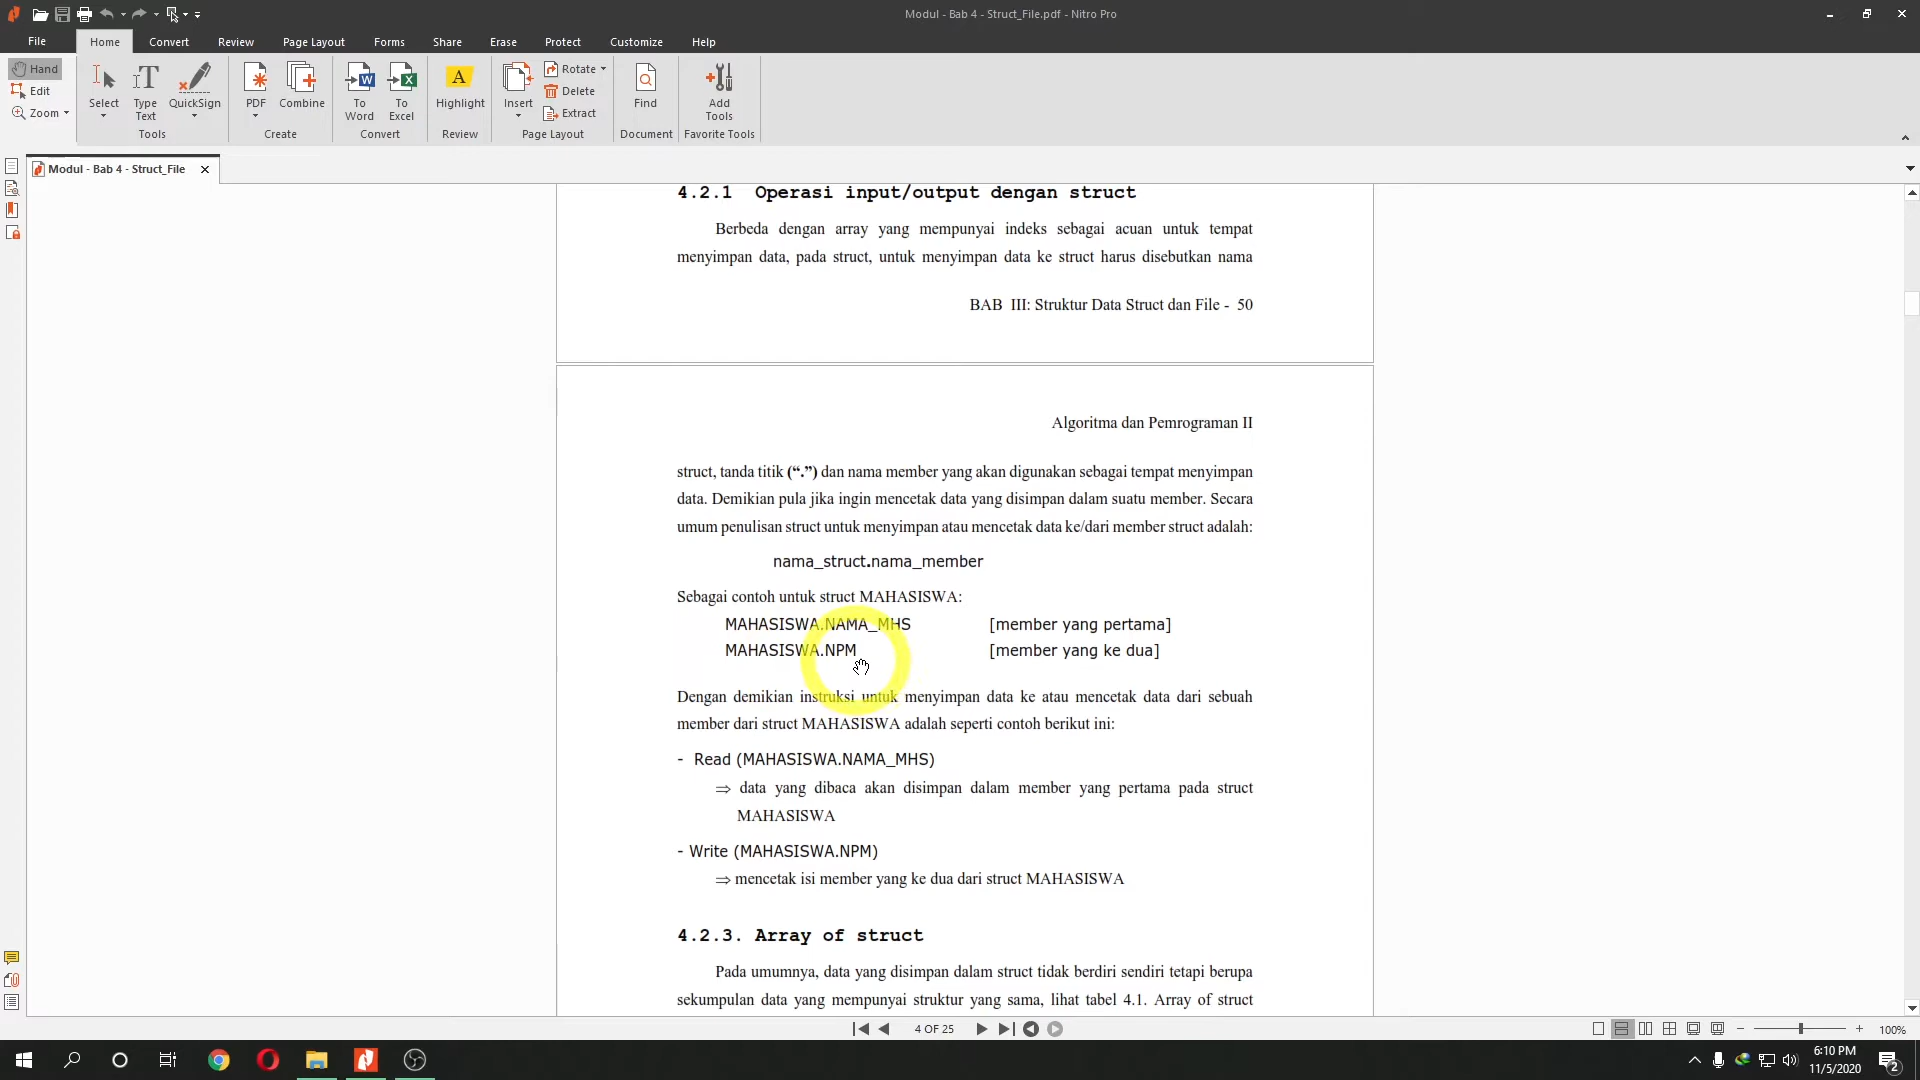 Modul - Bab 4 - Struct_File.pdf - Nitro Pro
File Home Convert Review Page Layout Forms Share Erase Protect Customize Help
Hand
Edit
Zoom
Select
Type Text
QuickSign
Tools
PDF
Combine
Create
To Word
To Excel
Convert
Highlight
Review
Insert
Rotate
Delete
Extract
Page Layout
Find
Document
Add Tools
Favorite Tools
Modul - Bab 4 - Struct_File
4.2.1 Operasi input/output dengan struct
Berbeda dengan array yang mempunyai indeks sebagai acuan untuk tempat
menyimpan data, pada struct, untuk menyimpan data ke struct harus disebutkan nama
BAB III: Struktur Data Struct dan File - 50
Algoritma dan Pemrograman II
struct, tanda titik (“.”) dan nama member yang akan digunakan sebagai tempat menyimpan
data. Demikian pula jika ingin mencetak data yang disimpan dalam suatu member. Secara
umum penulisan struct untuk menyimpan atau mencetak data ke/dari member struct adalah:
nama_struct.nama_member
Sebagai contoh untuk struct MAHASISWA:
MAHASISWA.NAMA_MHS [member yang pertama]
MAHASISWA.NPM [member yang ke dua]
Dengan demikian instruksi untuk menyimpan data ke atau mencetak data dari sebuah
member dari struct MAHASISWA adalah seperti contoh berikut ini:
- Read (MAHASISWA.NAMA_MHS)
⇒ data yang dibaca akan disimpan dalam member yang pertama pada struct
MAHASISWA
- Write (MAHASISWA.NPM)
⇒ mencetak isi member yang ke dua dari struct MAHASISWA
4.2.3. Array of struct
Pada umumnya, data yang disimpan dalam struct tidak berdiri sendiri tetapi berupa
sekumpulan data yang mempunyai struktur yang sama, lihat tabel 4.1. Array of struct
4 OF 25
100%
6:10 PM
11/5/2020
2